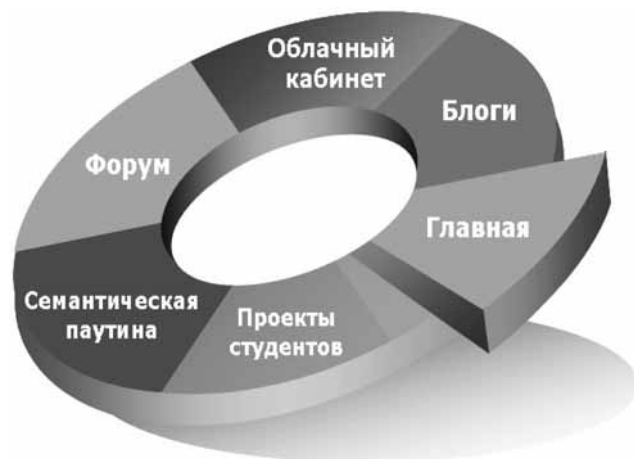 Облачный
кабинет
Блоги
Форум
Главная
Семантическая
паутина
Проекты
студентов